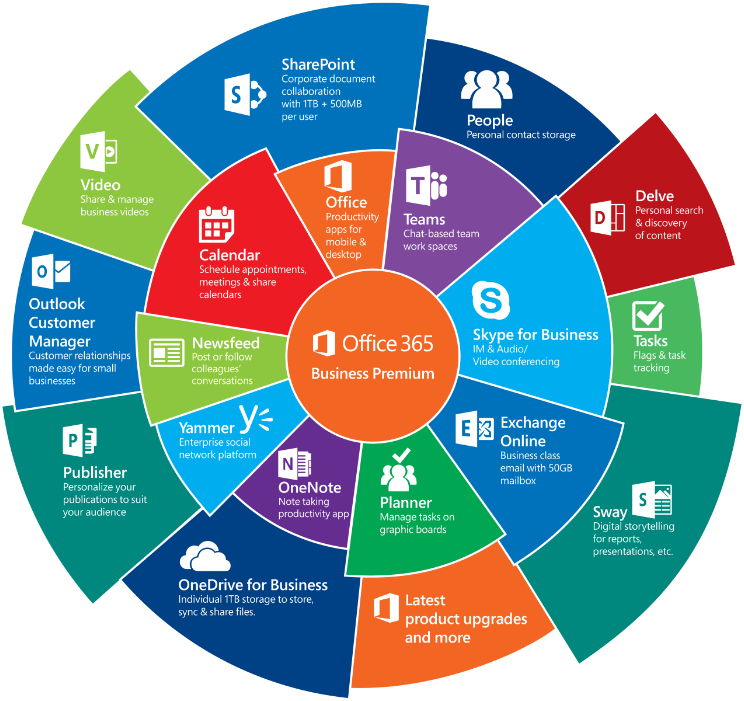 SharePoint
Corporate document
collaboration
with 1TB + 500MB
per user
People
Personal contact storage
Delve
Personal search
& discovery
of content
Tasks
Flags & task
tracking
Sway
Digital storytelling
for reports,
presentations, etc.
Latest
product upgrades
and more
OneDrive for Business
Individual 1TB storage to store,
sync & share files.
Publisher
Personalize your
publications to suit
your audience
Outlook
Customer
Manager
Customer relationships
made easy for small
businesses
Video
Share & manage
business videos
Office
Productivity
apps for
mobile &
desktop
Teams
Chat-based team
work spaces
Skype for Business
IM & Audio/
Video conferencing
Exchange
Online
Business class
email with 50GB
mailbox
Planner
Manage tasks on
graphic boards
OneNote
Note taking
productivity app
Yammer
Enterprise social
network platform
Newsfeed
Post or follow
colleagues'
conversations
Calendar
Schedule appointments,
meetings & share
calendars
Office 365
Business Premium
S
D
S
P
O
V
T
S
E
N